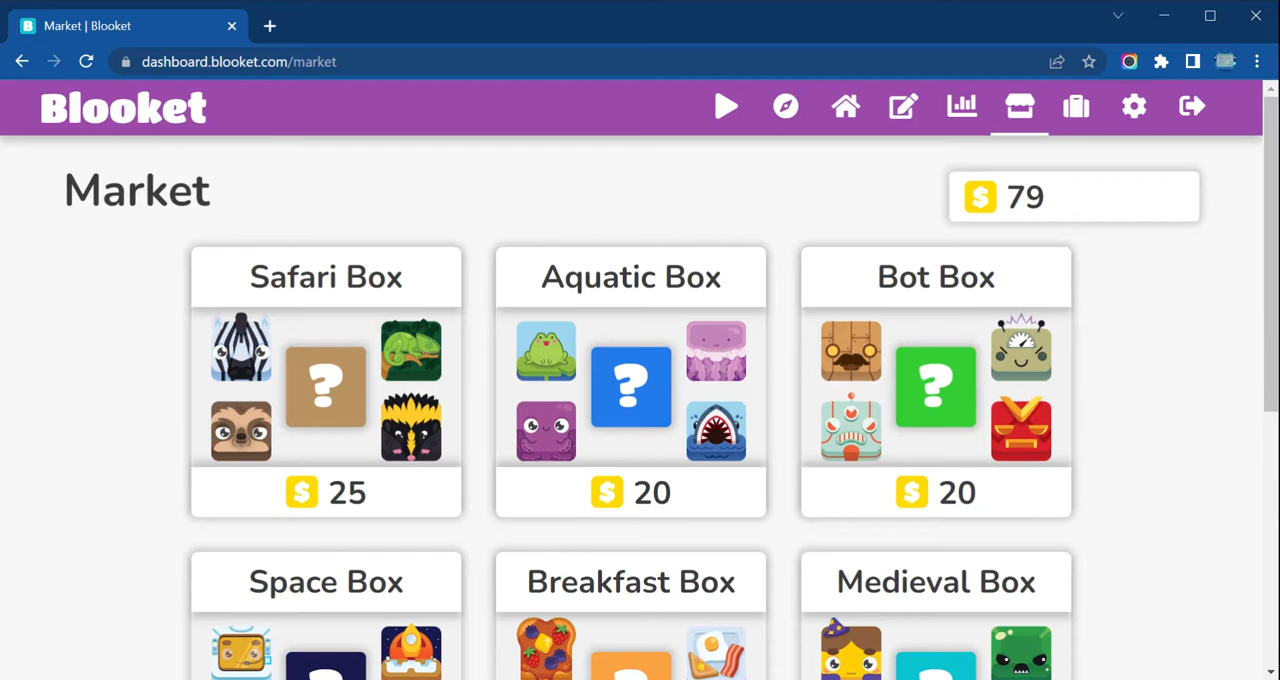 Market | Blooket
dashboard.blooket.com/market
Blooket
Market
$ 79
Safari Box
Aquatic Box
Bot Box
?
?
?
$ 25
$ 20
$ 20
Space Box
Breakfast Box
Medieval Box